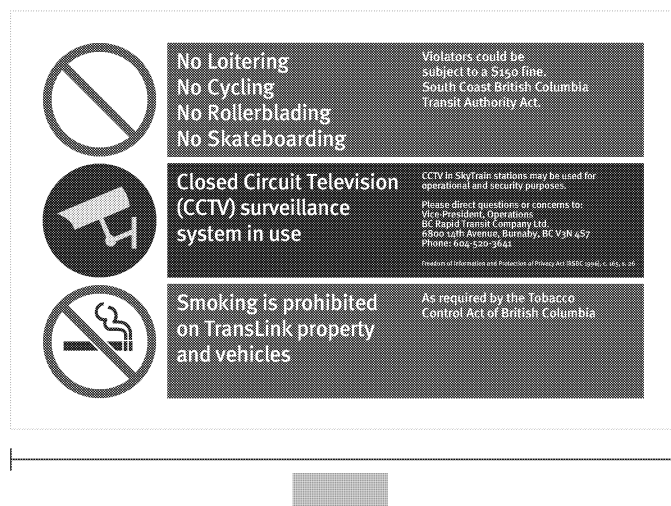 No Loitering
No Cycling
No Rollerblading
No Skateboarding
Violators could be
subject to a $150 fine.
South Coast British Columbia
Transit Authority Act.
Closed Circuit Television
(CCTV) surveillance
system in use
CCTV in SkyTrain stations may be used for
operational and security purposes.
Please direct questions or concerns to:
Vice-President, Operations
BC Rapid Transit Company Ltd.
6800 14th Avenue, Burnaby, BC V3N 4S7
Phone: 604-520-3641
Freedom of Information and Protection of Privacy Act (RSBC 1996), c. 165, s. 26
Smoking is prohibited
on TransLink property
and vehicles
As required by the Tobacco
Control Act of British Columbia